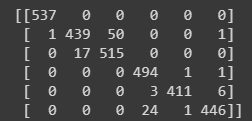 [[537   0   0   0   0   0]
 [  1 439  50   0   0   1]
 [  0  17 515   0   0   0]
 [  0   0   0 494   1   1]
 [  0   0   0   3 411   6]
 [  0   0   0  24   1 446]]